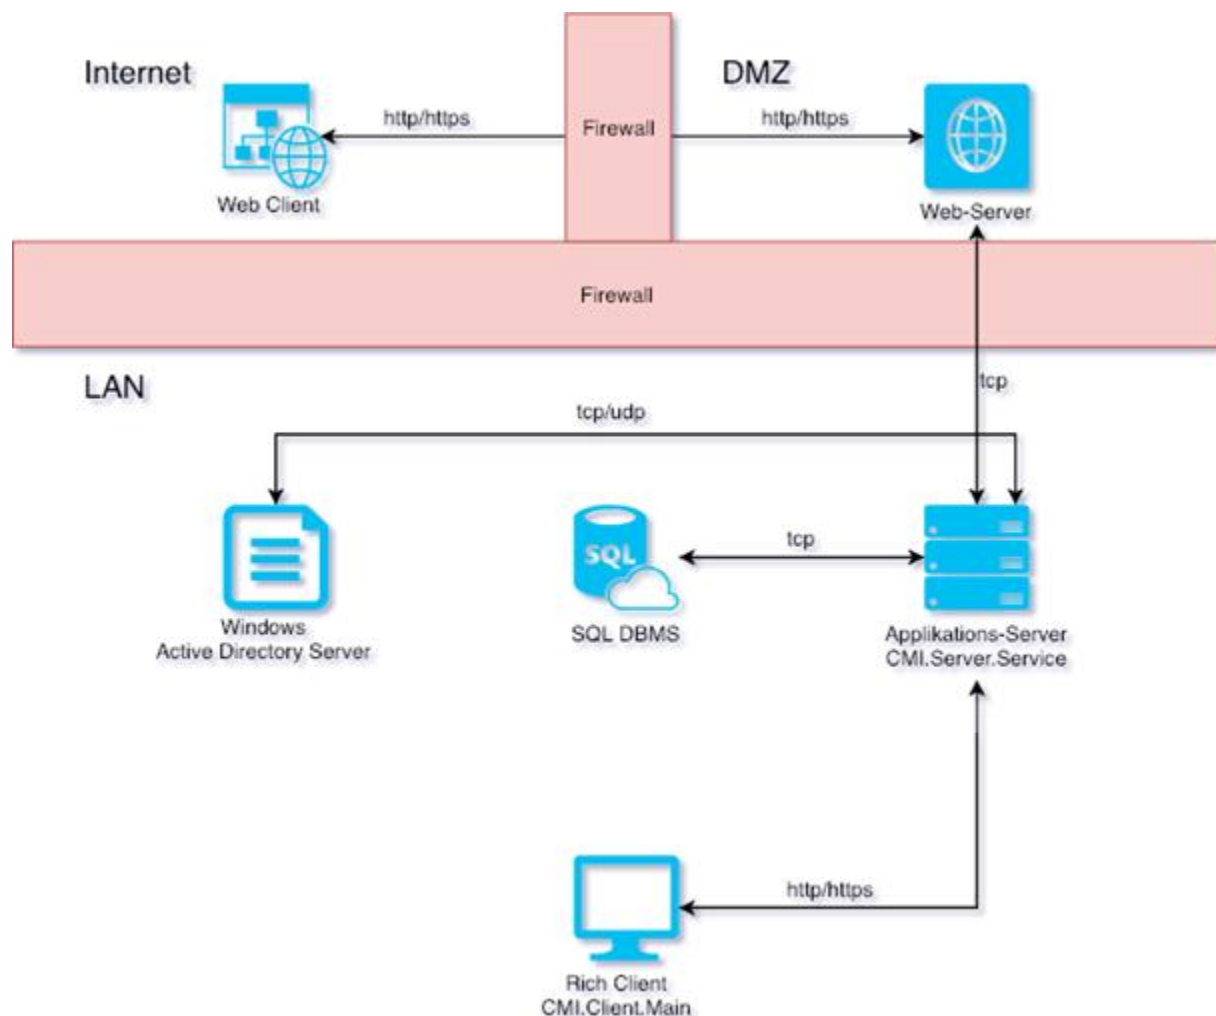 Internet
DMZ
http/https
Firewall
http/https
Web Client
Web-Server
Firewall
LAN
tcp
tcp/udp
SQL
tcp
Windows
Active Directory Server
SQL DBMS
Applikations-Server
CMI.Server.Service
http/https
Rich Client
CMI.Client.Main